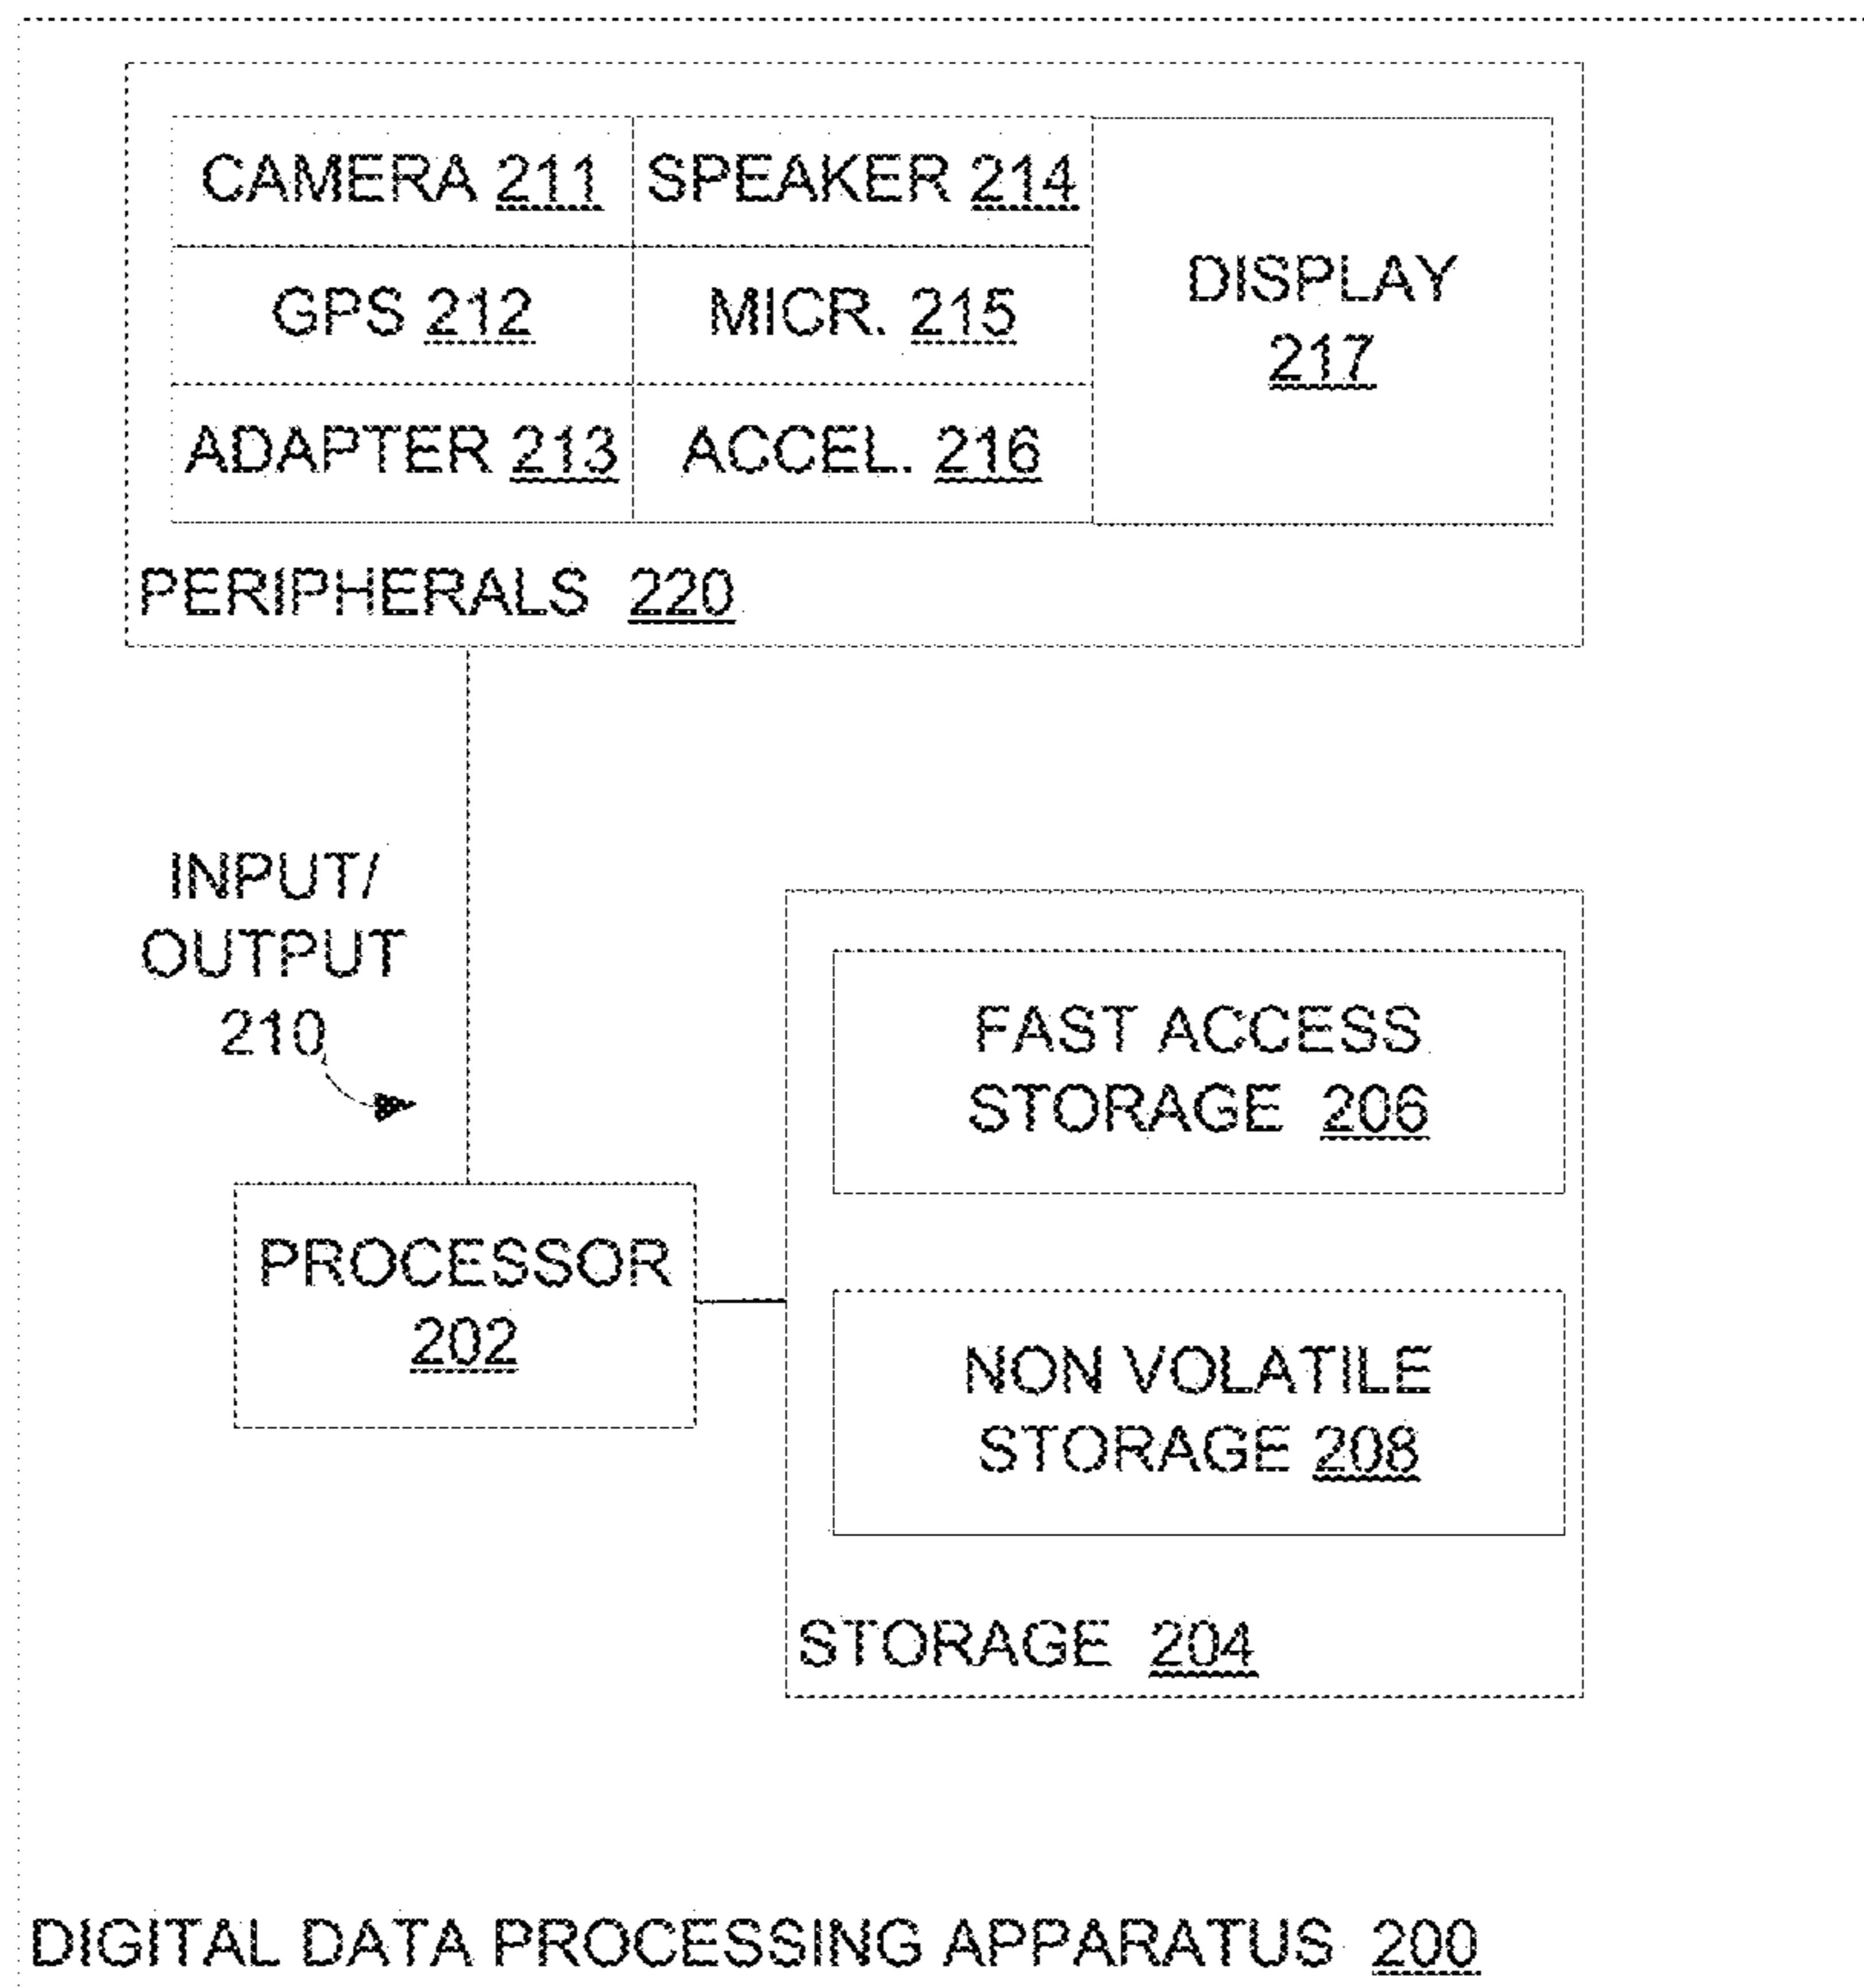 CAMERA 211
SPEAKER 214
GPS 212
MICR. 215
DISPLAY
217
ADAPTER 213
ACCEL. 216
PERIPHERALS 220
INPUT/
OUTPUT
210
FAST ACCESS
STORAGE 206
PROCESSOR
202
NON VOLATILE
STORAGE 208
STORAGE 204
DIGITAL DATA PROCESSING APPARATUS 200